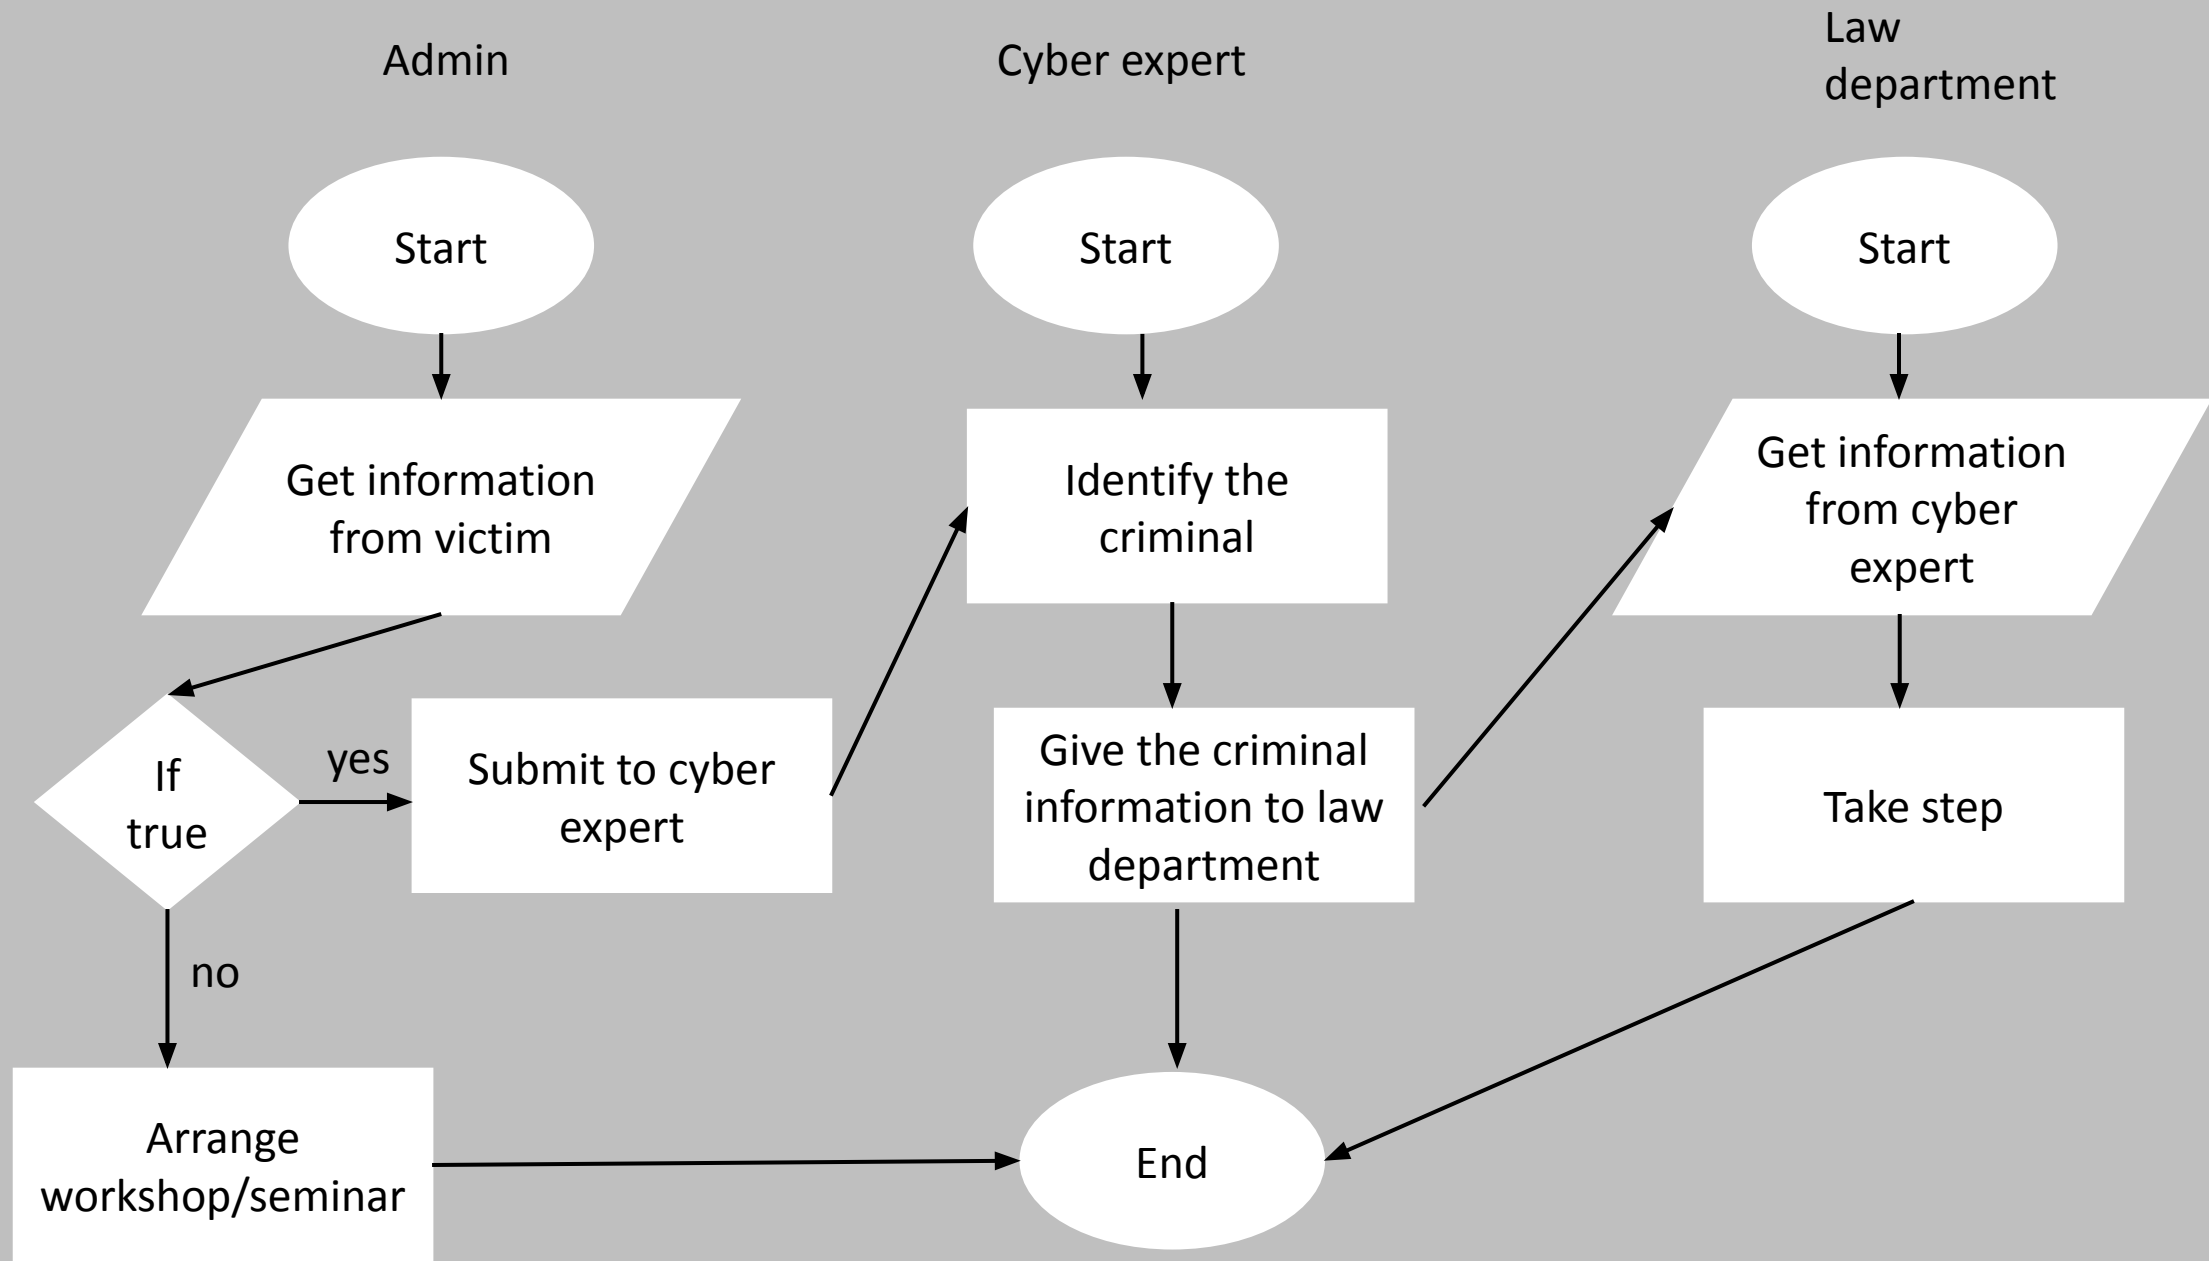 Admin
Cyber expert
Law
department
Start
Start
Start
Get information
from victim
Identify the
criminal
Get information
from cyber
expert
If
true
yes
Submit to cyber
expert
Give the criminal
information to law
department
Take step
no
Arrange
workshop/seminar
End